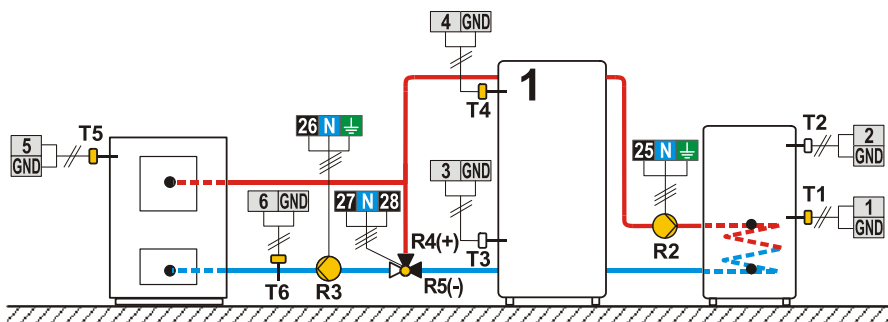 4 GND
1
T4
T5
5
GND
26 N
3 GND
25 N
T2
2
GND
6 GND
27 N 28
T1
1
GND
R4(+)
T3
R2
T6
R3
R5(-)